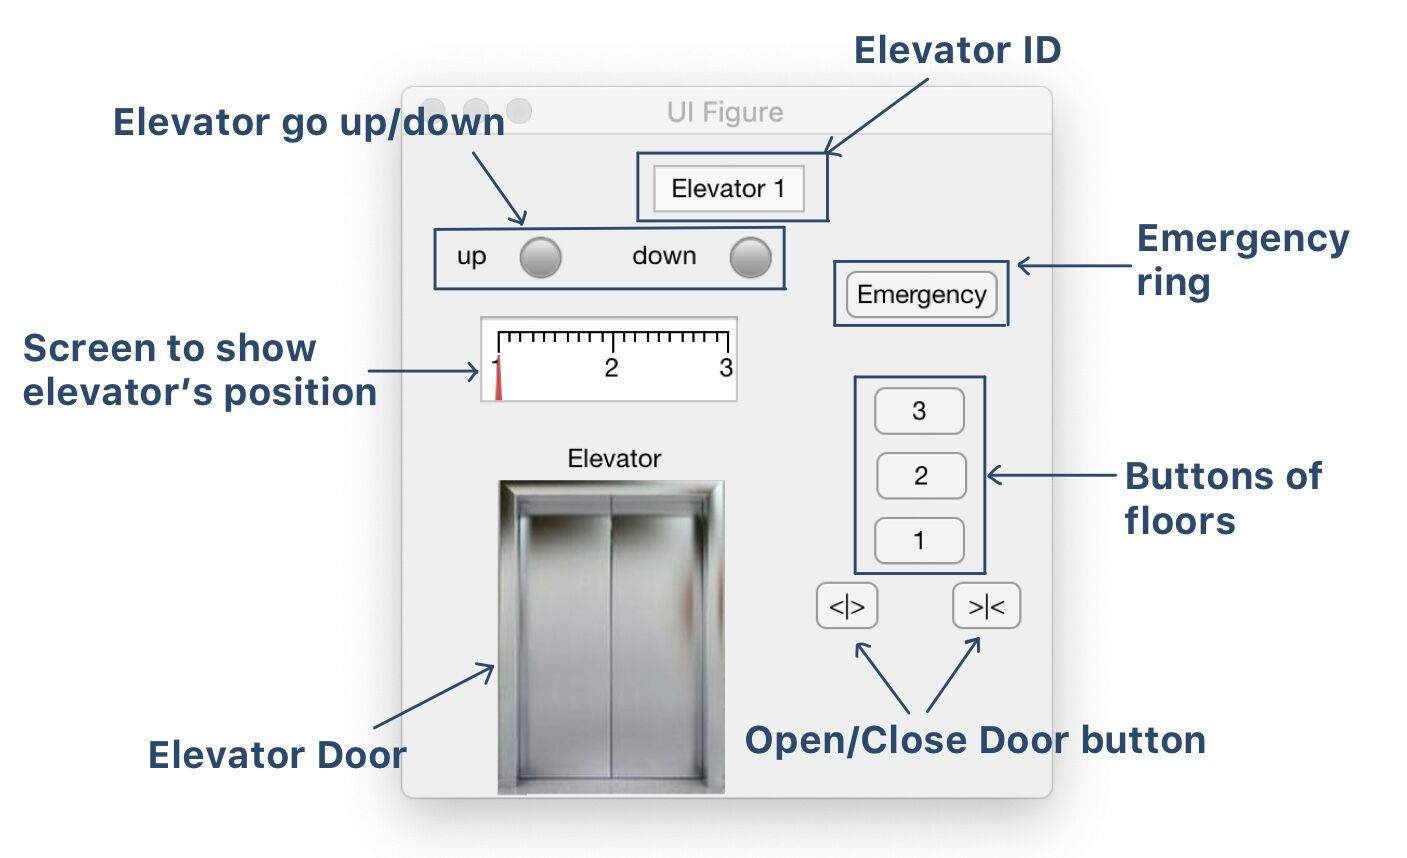 Elevator ID
UI Figure
Elevator go up/down
Elevator 1
up
down
Emergency
ring
Emergency
Screen to show
elevator's position
1
2
3
3
2
1
Buttons of
floors
Elevator
<|>
>|<
Open/Close Door button
Elevator Door